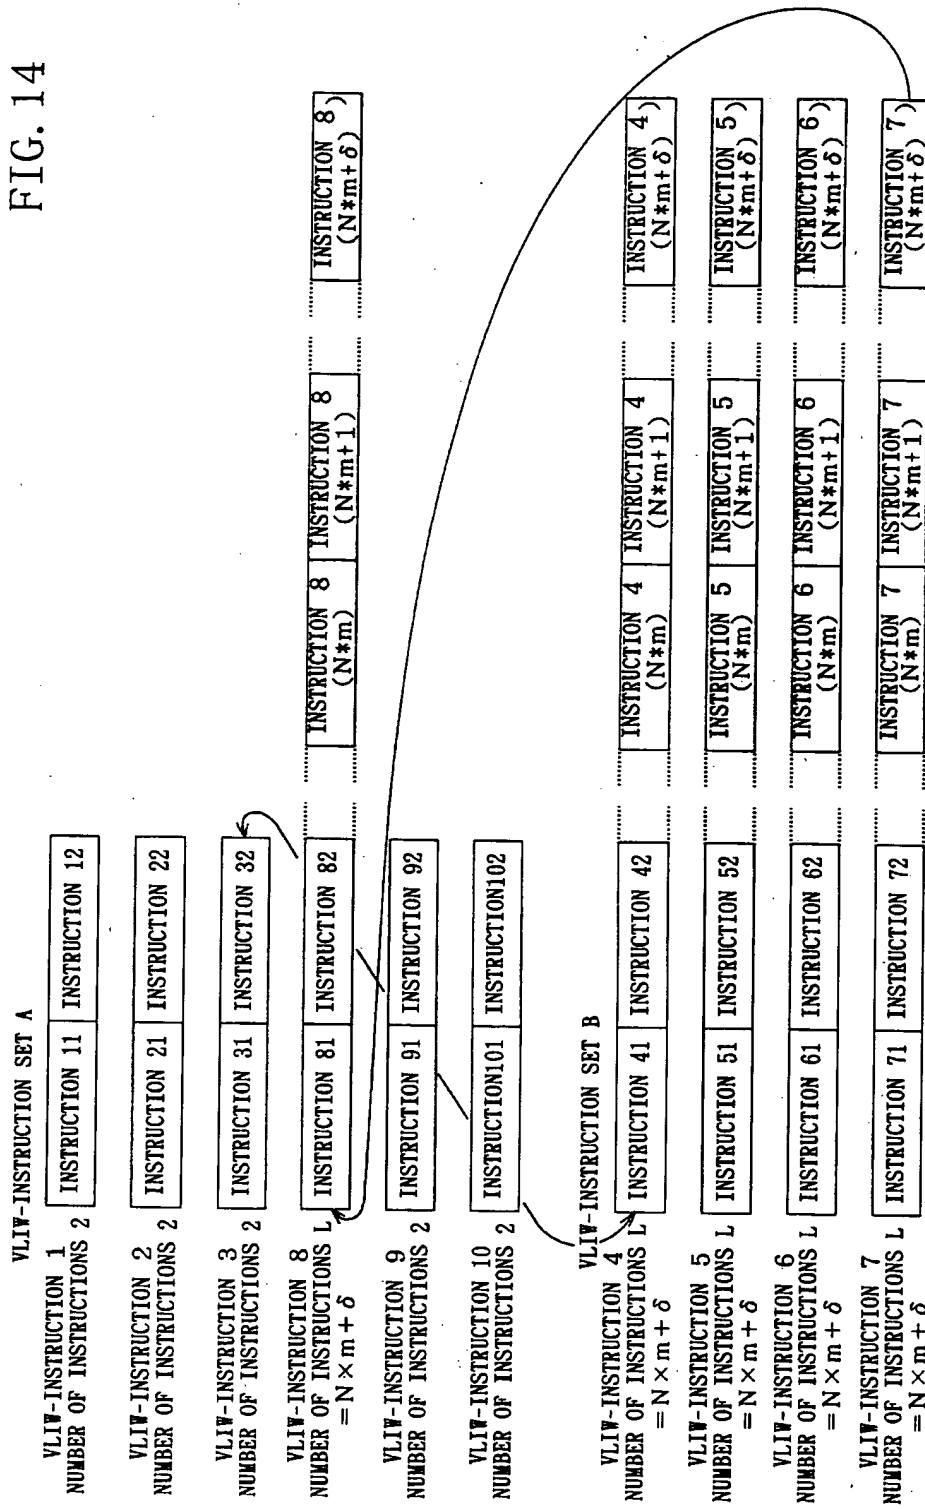 FIG. 14
VLIW-INSTRUCTION SET A
VLIW-INSTRUCTION 1
NUMBER OF INSTRUCTIONS 2
INSTRUCTION 11
INSTRUCTION 12
VLIW-INSTRUCTION 2
NUMBER OF INSTRUCTIONS 2
INSTRUCTION 21
INSTRUCTION 22
VLIW-INSTRUCTION 3
NUMBER OF INSTRUCTIONS 2
INSTRUCTION 31
INSTRUCTION 32
VLIW-INSTRUCTION 8
NUMBER OF INSTRUCTIONS L
=N×m+δ
INSTRUCTION 81
INSTRUCTION 82
INSTRUCTION 8
(N*m)
INSTRUCTION 8
(N*m+1)
INSTRUCTION 8
(N*m+δ)
VLIW-INSTRUCTION 9
NUMBER OF INSTRUCTIONS 2
INSTRUCTION 91
INSTRUCTION 92
VLIW-INSTRUCTION 10
NUMBER OF INSTRUCTIONS 2
INSTRUCTION101
INSTRUCTION102
VLIW-INSTRUCTION SET B
VLIW-INSTRUCTION 4
NUMBER OF INSTRUCTIONS L
=N×m+δ
INSTRUCTION 41
INSTRUCTION 42
INSTRUCTION 4
(N*m)
INSTRUCTION 4
(N*m+1)
INSTRUCTION 4
(N*m+δ)
VLIW-INSTRUCTION 5
NUMBER OF INSTRUCTIONS L
=N×m+δ
INSTRUCTION 51
INSTRUCTION 52
INSTRUCTION 5
(N*m)
INSTRUCTION 5
(N*m+1)
INSTRUCTION 5
(N*m+δ)
VLIW-INSTRUCTION 6
NUMBER OF INSTRUCTIONS L
=N×m+δ
INSTRUCTION 61
INSTRUCTION 62
INSTRUCTION 6
(N*m)
INSTRUCTION 6
(N*m+1)
INSTRUCTION 6
(N*m+δ)
VLIW-INSTRUCTION 7
NUMBER OF INSTRUCTIONS L
=N×m+δ
INSTRUCTION 71
INSTRUCTION 72
INSTRUCTION 7
(N*m)
INSTRUCTION 7
(N*m+1)
INSTRUCTION 7
(N*m+δ)